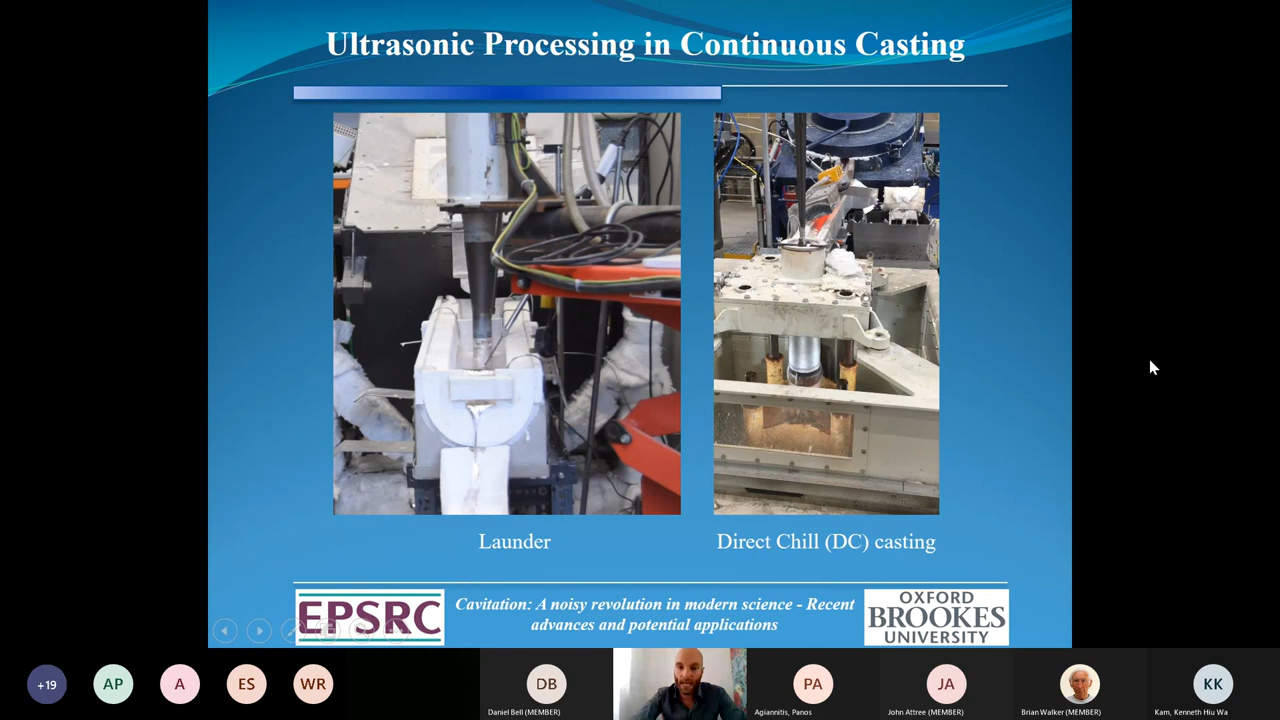 Ultrasonic Processing in Continuous Casting
Launder
Direct Chill (DC) casting
EPSRC
Cavitation: A noisy revolution in modern science - Recent
advances and potential applications
OXFORD
BROOKES
UNIVERSITY
+19
AP
A
ES
WR
DB
PA
JA
KK
Daniel Bell (MEMBER)
Agiannitis, Panos
John Attree (MEMBER)
Brian Walker (MEMBER)
Kam, Kenneth Hiu Wa